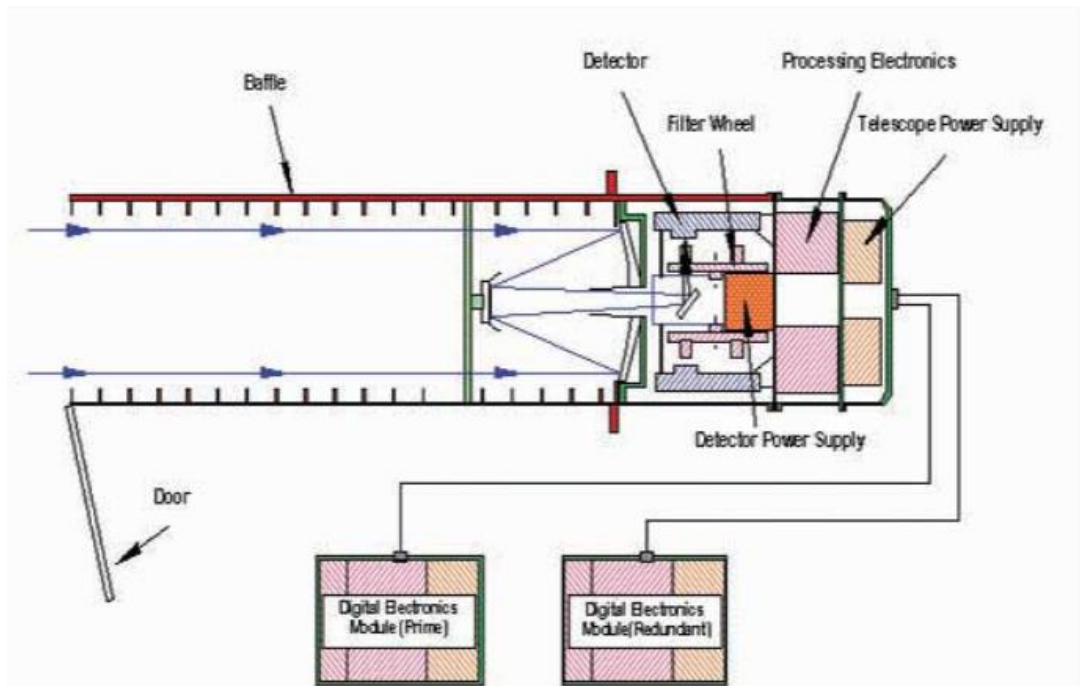 Detector
Processing Electronics
Baffle
Filter Wheel
Telescope Power Supply
Detector Power Supply
Door
Digital Electronics
Module (Prime)
Digital Electronics
Module(Redundant)